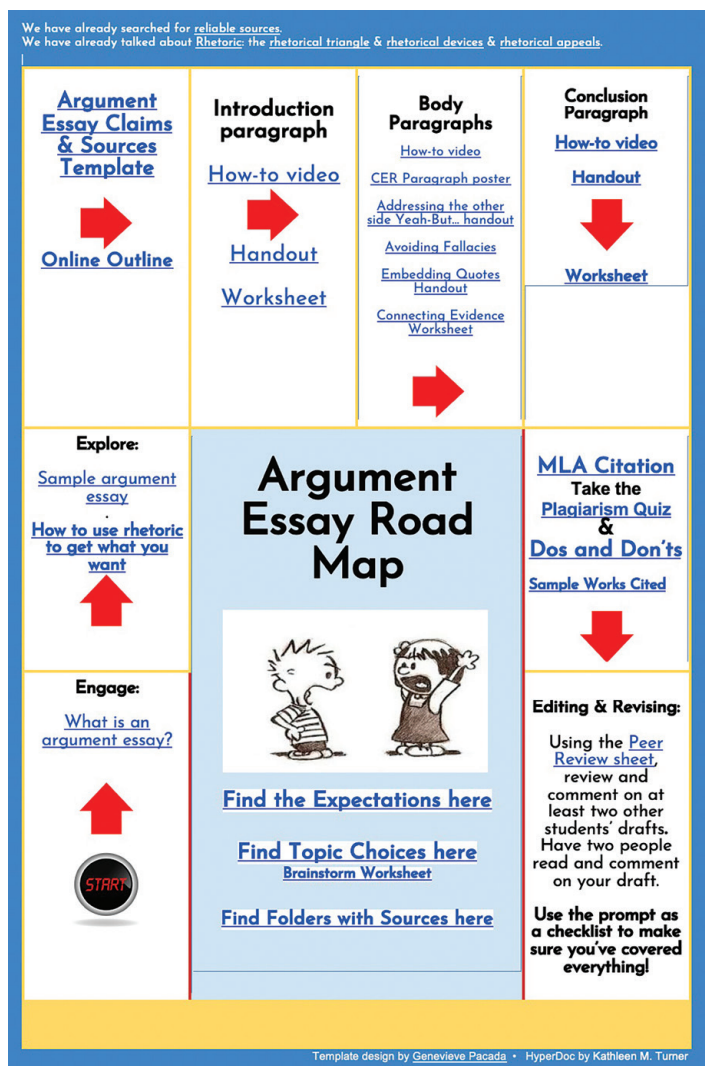 We have already searched for reliable sources.
We have already talked about Rhetoric: the rhetorical triangle & rhetorical devices & rhetorical appeals.
Argument
Essay Claims
& Sources
Template
Online Outline
Introduction
paragraph
How-to video
Handout
Worksheet
Body
Paragraphs
How-to video
CER Paragraph poster
Addressing the other
side Yeah-But... handout
Avoiding Fallacies
Embedding Quotes
Handout
Connecting Evidence
Worksheet
Conclusion
Paragraph
How-to video
Handout
Worksheet
Explore:
Sample argument
essay
.
How to use rhetoric
to get what you
want
Argument
Essay Road
Map
MLA Citation
Take the
Plagiarism Quiz
&
Dos and Don'ts
Sample Works Cited
Engage:
What is an
argument essay?
START
Find the Expectations here
Find Topic Choices here
Brainstorm Worksheet
Find Folders with Sources here
Editing & Revising:
Using the Peer
Review sheet,
review and
comment on at
least two other
students' drafts.
Have two people
read and comment
on your draft.
Use the prompt as
a checklist to make
sure you've covered
everything!
Template design by Genevieve Pacada • HyperDoc by Kathleen M. Turner